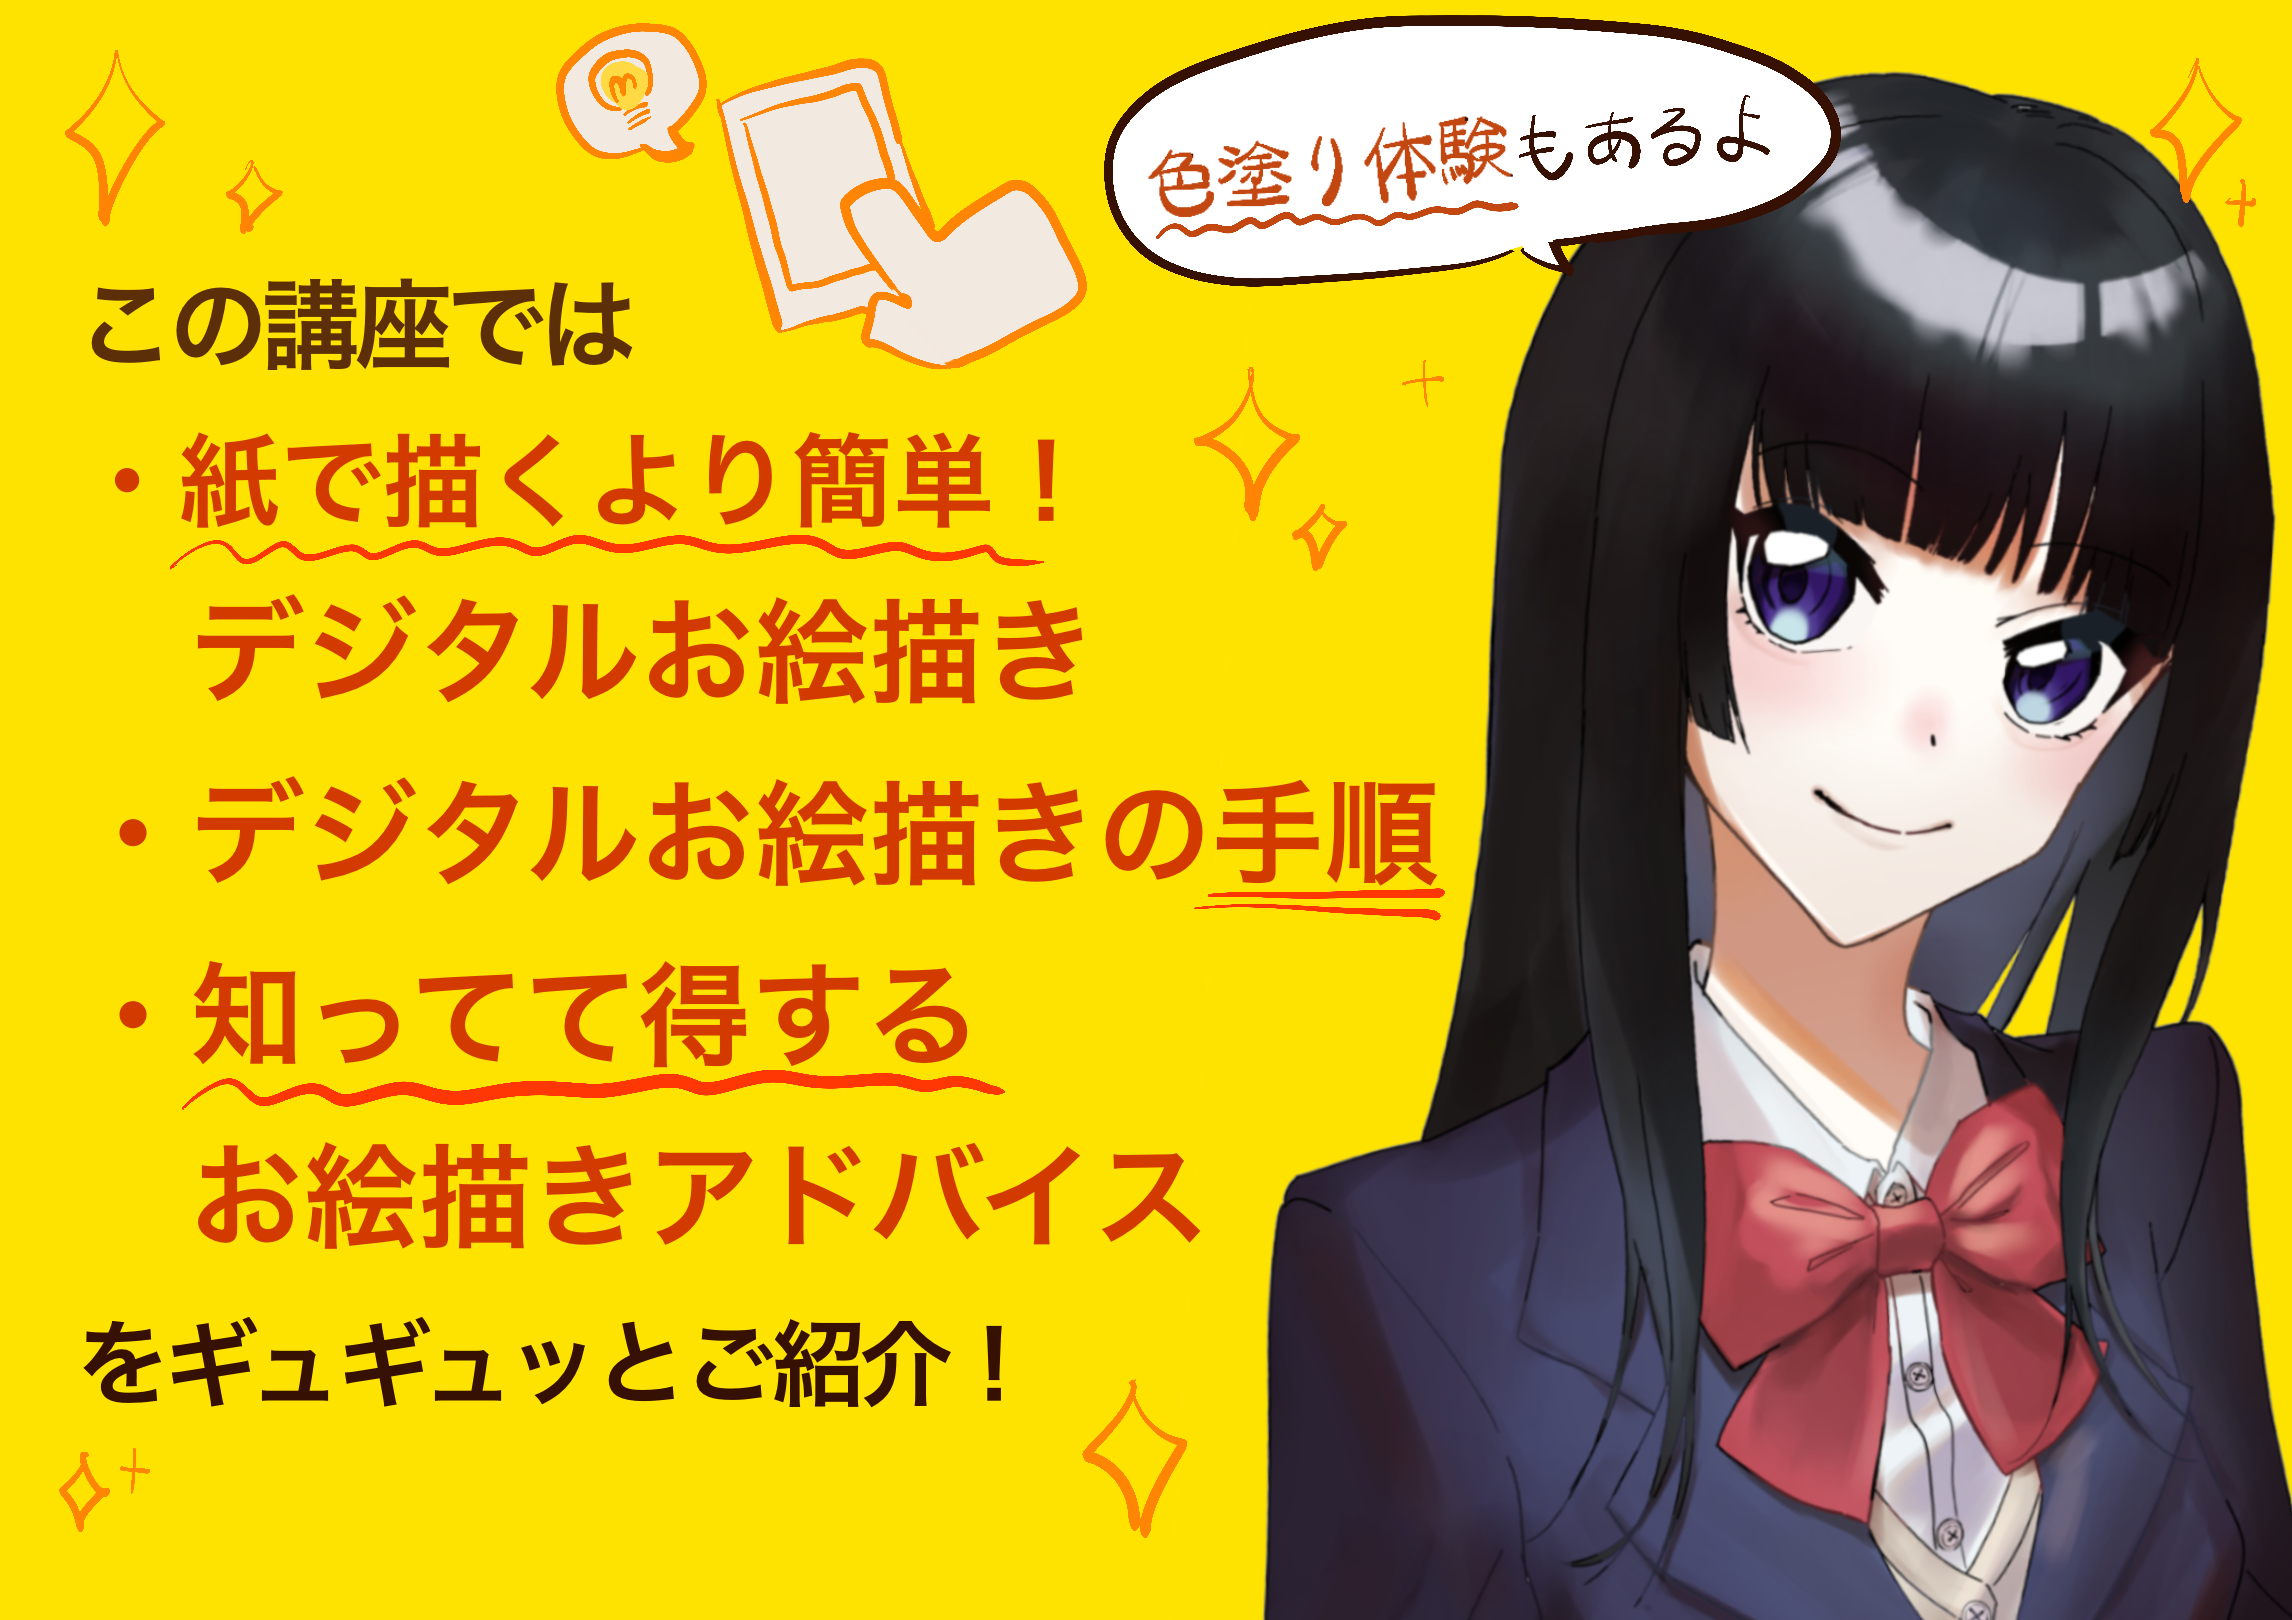 色塗り体験もあるよ
この講座では
・紙で描くより簡単！
デジタルお絵描き
・デジタルお絵描きの手順
・知ってて得する
お絵描きアドバイス
をギュギュッとご紹介！